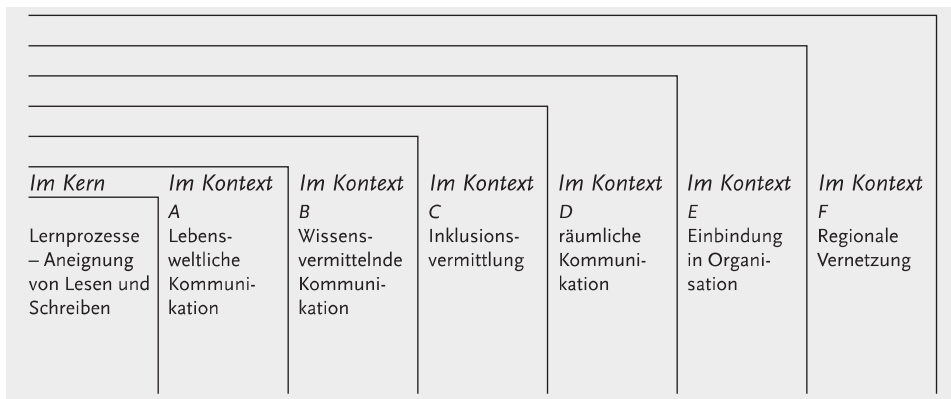 Im Kern
Lernprozesse
– Aneignung
von Lesen und
Schreiben
Im Kontext
A
Lebens-
weltliche
Kommuni-
kation
Im Kontext
B
Wissens-
vermittelnde
Kommuni-
kation
Im Kontext
C
Inklusions-
vermittlung
Im Kontext
D
räumliche
Kommuni-
kation
Im Kontext
E
Einbindung
in Organi-
sation
Im Kontext
F
Regionale
Vernetzung